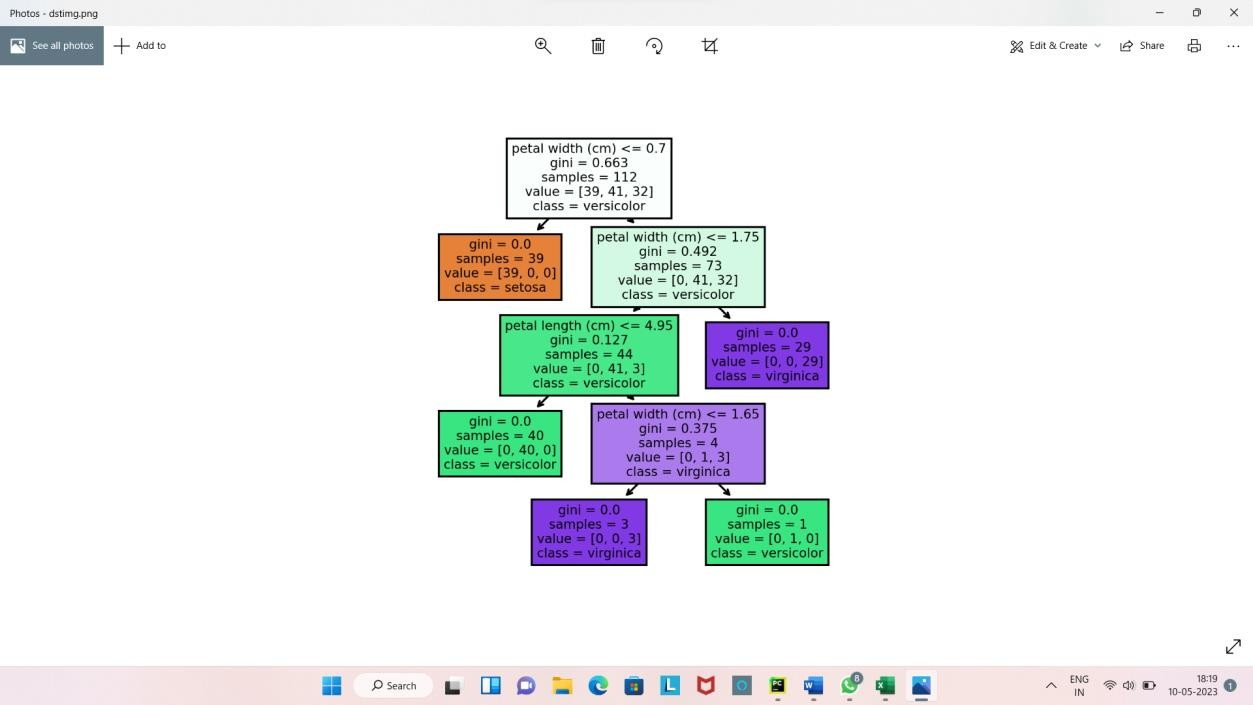 Photos - dstimg.png
See all photos
Add to
Edit & Create
Share
petal width (cm) <= 0.7
gini = 0.663
samples = 112
value = [39, 41, 32]
class = versicolor
gini = 0.0
samples = 39
value = [39, 0, 0]
class = setosa
petal width (cm) <= 1.75
gini = 0.492
samples = 73
value = [0, 41, 32]
class = versicolor
petal length (cm) <= 4.95
gini = 0.127
samples = 44
value = [0, 41, 3]
class = versicolor
gini = 0.0
samples = 29
value = [0, 0, 29]
class = virginica
gini = 0.0
samples = 40
value = [0, 40, 0]
class = versicolor
petal width (cm) <= 1.65
gini = 0.375
samples = 4
value = [0, 1, 3]
class = virginica
gini = 0.0
samples = 3
value = [0, 0, 3]
class = virginica
gini = 0.0
samples = 1
value = [0, 1, 0]
class = versicolor
Search
L
PC
W
8
X
ENG
IN
18:19
10-05-2023
1